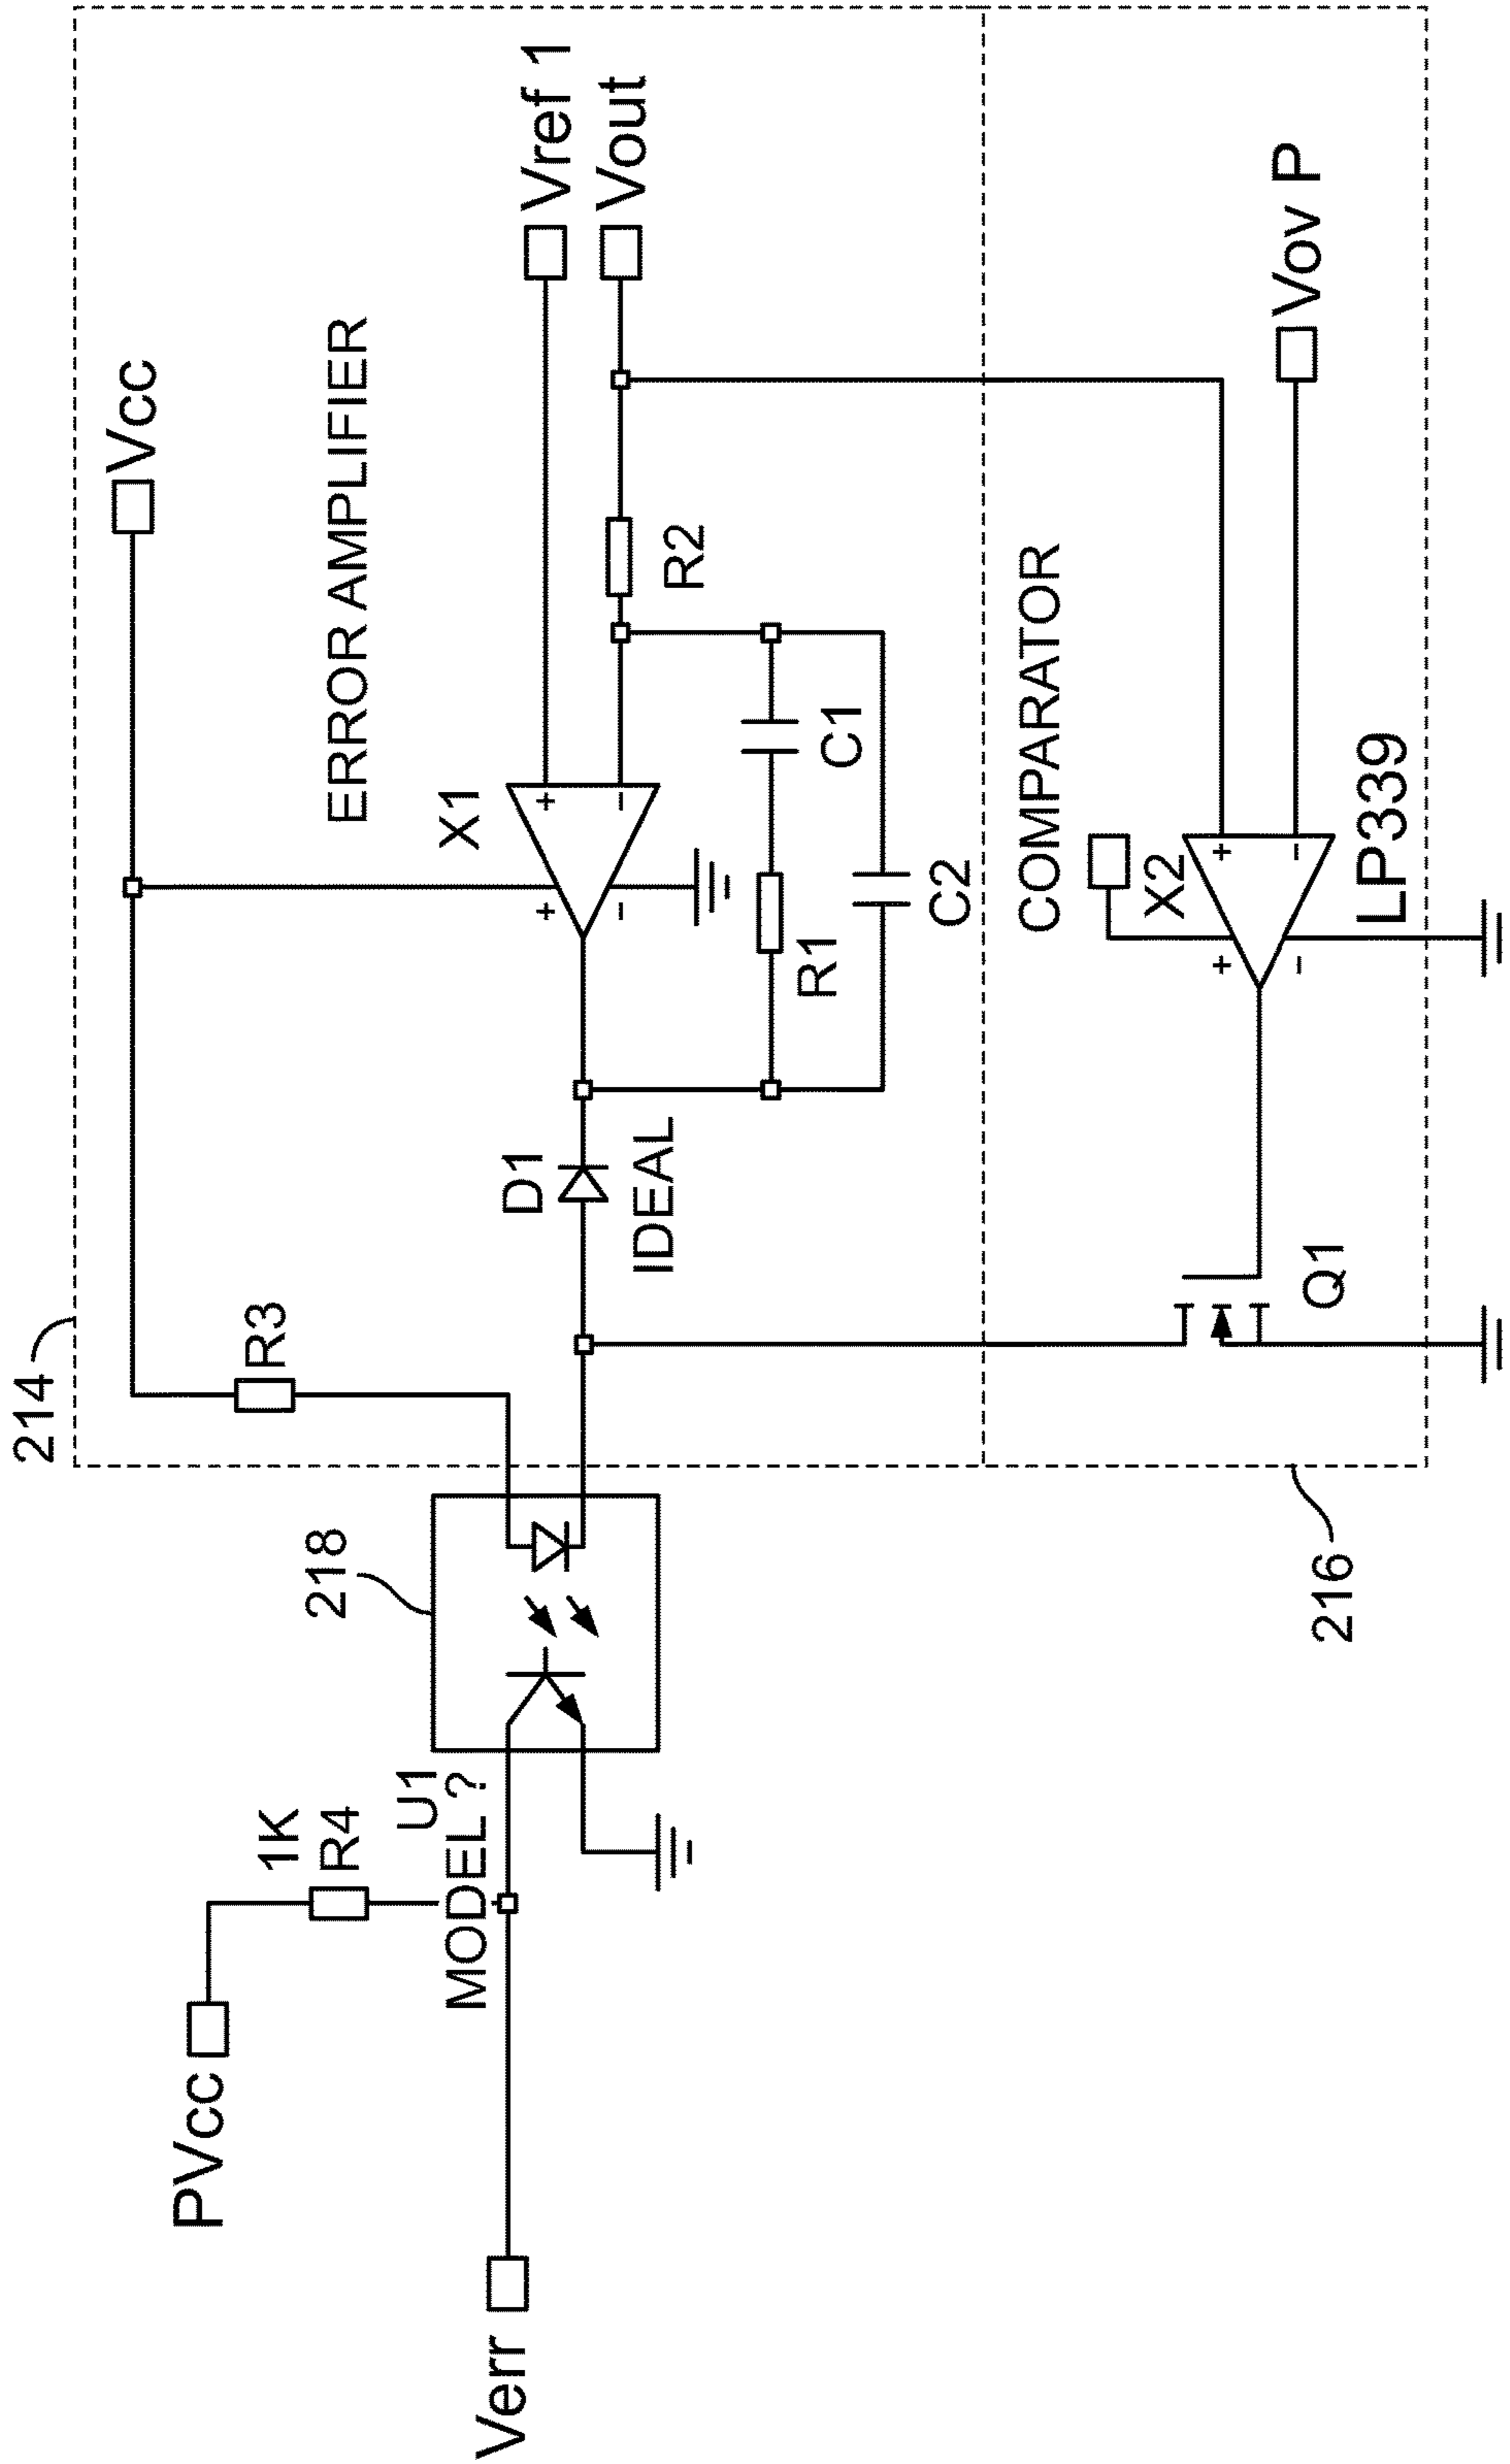 214
Vcc
R3
ERROR AMPLIFIER
Vref 1
Vout
X1
+
-
+
-
R2
D1
IDEAL
C1
R1
C2
218
PVcc
1K
R4
U1
MODEL ?
Verr
COMPARATOR
X2
+
-
+
-
LP339
Vov P
Q1
216